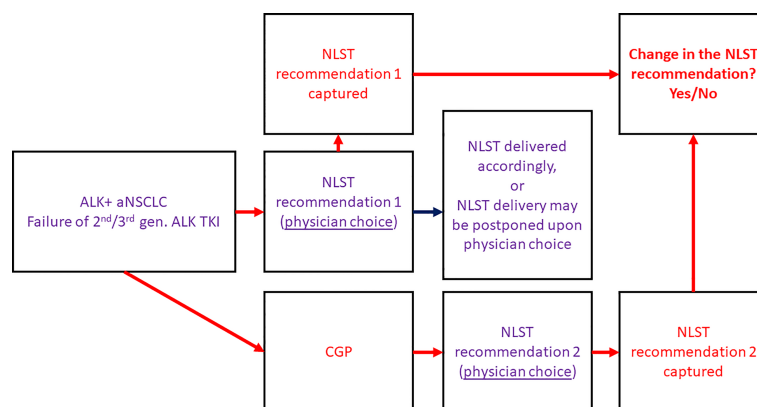 NLST
recommendation 1
captured
Change in the NLST
recommendation?
Yes/No
ALK+ aNSCLC
Failure of 2nd/3rd gen. ALK TKI
NLST
recommendation 1
(physician choice)
NLST delivered
accordingly,
or
NLST delivery may
be postponed upon
physician choice
CGP
NLST
recommendation 2
(physician choice)
NLST
recommendation 2
captured